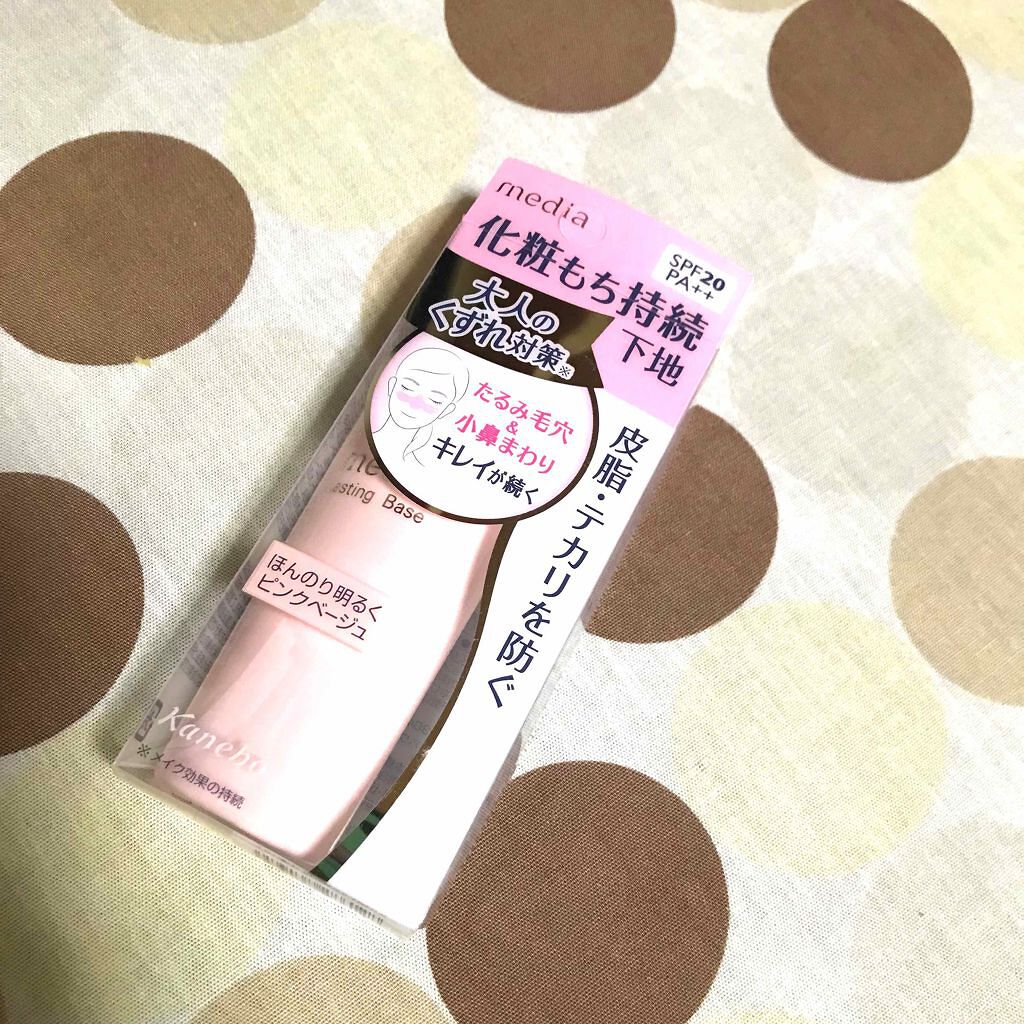 media
化粧もち持続
下地
SPF20
PA++
大人の
くずれ対策※
たるみ毛穴
&
小鼻まわり
キレイが続く
皮脂・テカリを防ぐ
asting Base
ほんのり明るく
ピンクベージュ
Kanebo
※メイク効果の持続